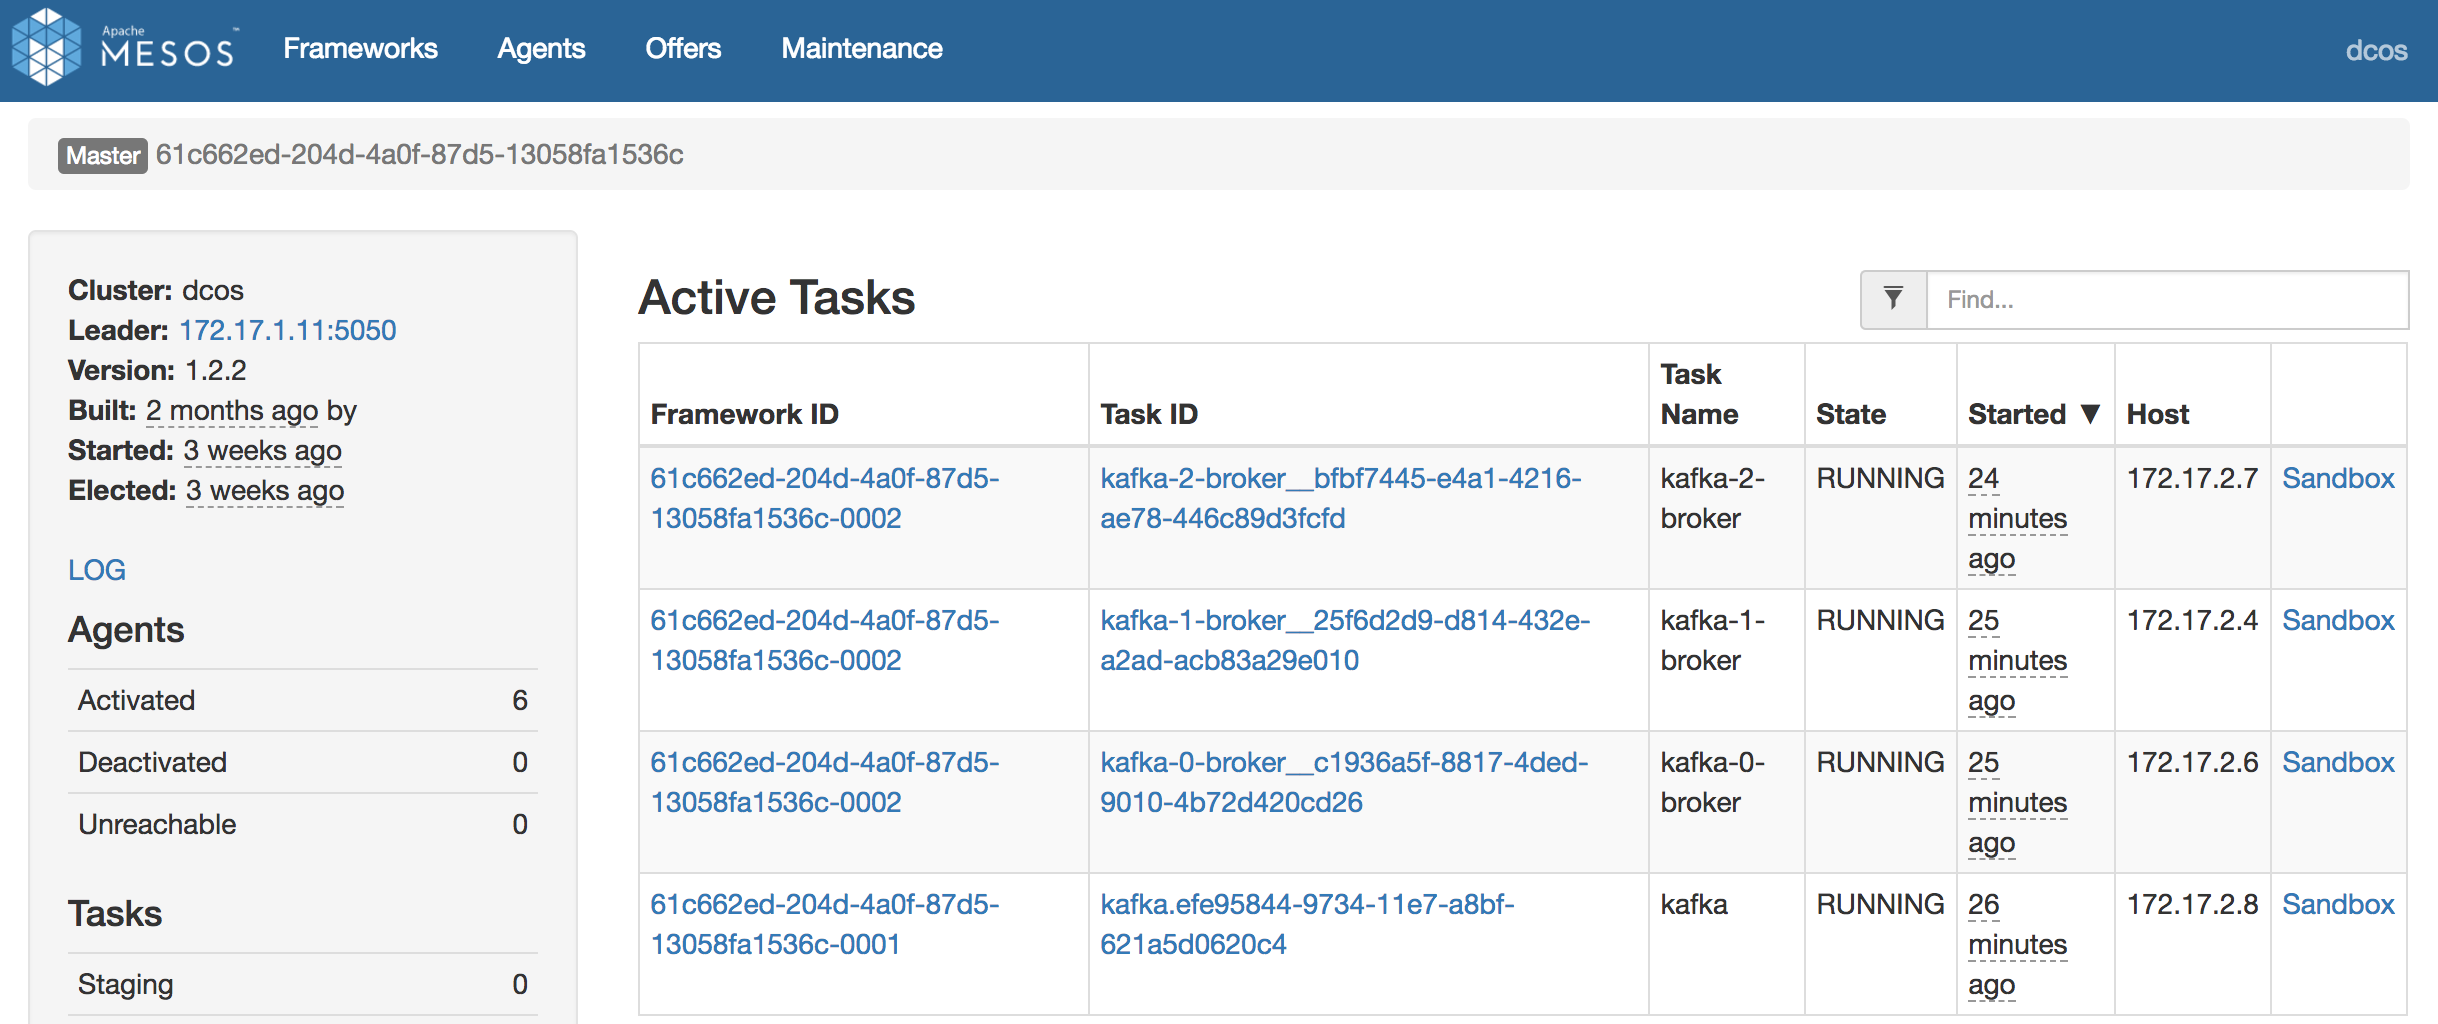 Apache
MESOS™
Frameworks Agents Offers Maintenance dcos
Master 61c662ed-204d-4a0f-87d5-13058fa1536c
Cluster: dcos
Leader: 172.17.1.11:5050
Version: 1.2.2
Built: 2 months ago by
Started: 3 weeks ago
Elected: 3 weeks ago
LOG
Agents
Activated 6
Deactivated 0
Unreachable 0
Tasks
Staging 0
Active Tasks
Find...
Task
Framework ID Task ID Name State Started ▼ Host
61c662ed-204d-4a0f-87d5- kafka-2-broker__bfbf7445-e4a1-4216- kafka-2- RUNNING 24 172.17.2.7 Sandbox
13058fa1536c-0002 ae78-446c89d3fcfd broker minutes
ago
61c662ed-204d-4a0f-87d5- kafka-1-broker__25f6d2d9-d814-432e- kafka-1- RUNNING 25 172.17.2.4 Sandbox
13058fa1536c-0002 a2ad-acb83a29e010 broker minutes
ago
61c662ed-204d-4a0f-87d5- kafka-0-broker__c1936a5f-8817-4ded- kafka-0- RUNNING 25 172.17.2.6 Sandbox
13058fa1536c-0002 9010-4b72d420cd26 broker minutes
ago
61c662ed-204d-4a0f-87d5- kafka.efe95844-9734-11e7-a8bf- kafka RUNNING 26 172.17.2.8 Sandbox
13058fa1536c-0001 621a5d0620c4 minutes
ago